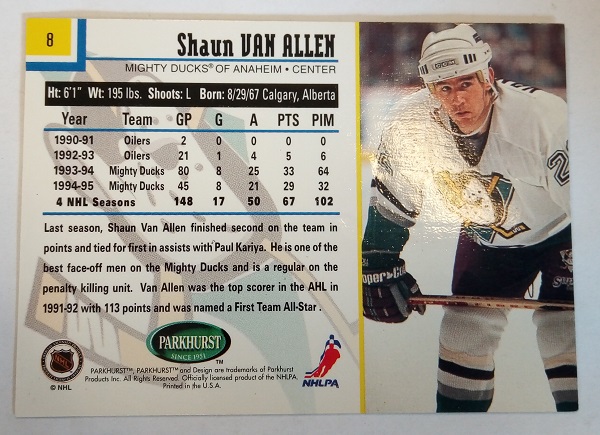 8
Shaun VAN ALLEN
MIGHTY DUCKS® OF ANAHEIM • CENTER
Ht: 6'1" Wt: 195 lbs. Shoots: L Born: 8/29/67 Calgary, Alberta
Year Team GP G A PTS PIM
1990-91 Oilers 2 0 0 0 0
1992-93 Oilers 21 1 4 5 6
1993-94 Mighty Ducks 80 8 25 33 64
1994-95 Mighty Ducks 45 8 21 29 32
4 NHL Seasons 148 17 50 67 102
Last season, Shaun Van Allen finished second on the team in
points and tied for first in assists with Paul Kariya. He is one of the
best face-off men on the Mighty Ducks and is a regular on the
penalty killing unit. Van Allen was the top scorer in the AHL in
1991-92 with 113 points and was named a First Team All-Star.
PARKHURST
SINCE 1951
™
NHL
© NHL
NHLPA
PARKHURST™, PARKHURST™ and Design are trademarks of Parkhurst
Products Inc. All Rights Reserved. Officially licensed product of the NHLPA.
Printed in the U.S.A.